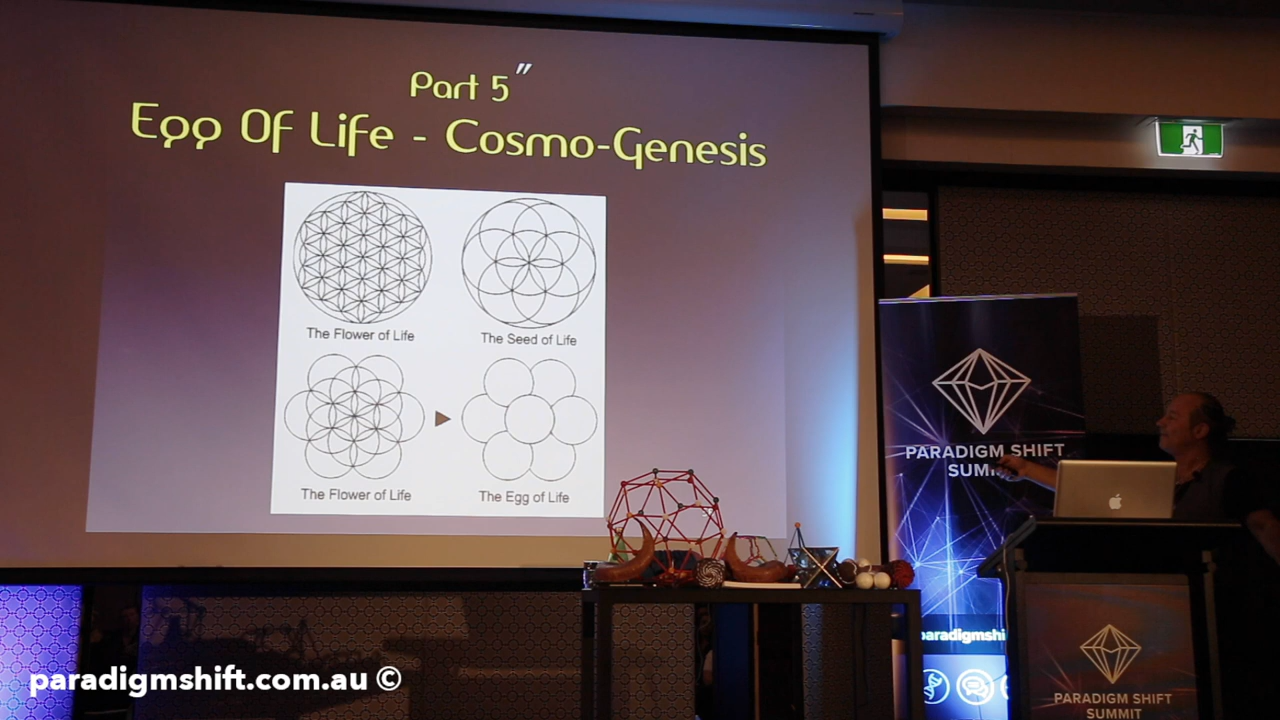 Part 5"
Egg Of Life - Cosmo-Genesis
The Flower of Life
The Seed of Life
The Flower of Life
The Egg of Life
PARADIGM SHIFT
paradigmshi
PARADIGM SHIFT
SUMMIT
paradigmshift.com.au ©